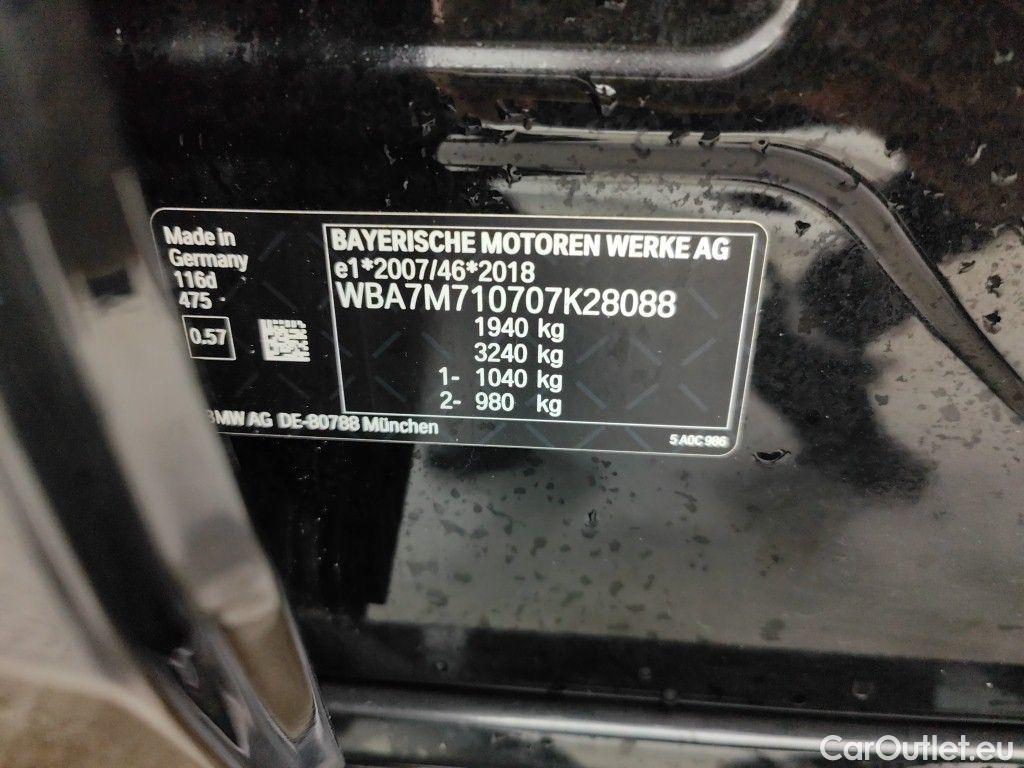 Made in
Germany
116d
475
0.57
BAYERISCHE MOTOREN WERKE AG
e1*2007/46*2018
WBA7M710707K28088
1940 kg
3240 kg
1- 1040 kg
2- 980 kg
BMW AG DE-80788 München
5 A0C 986
CarOutlet.eu